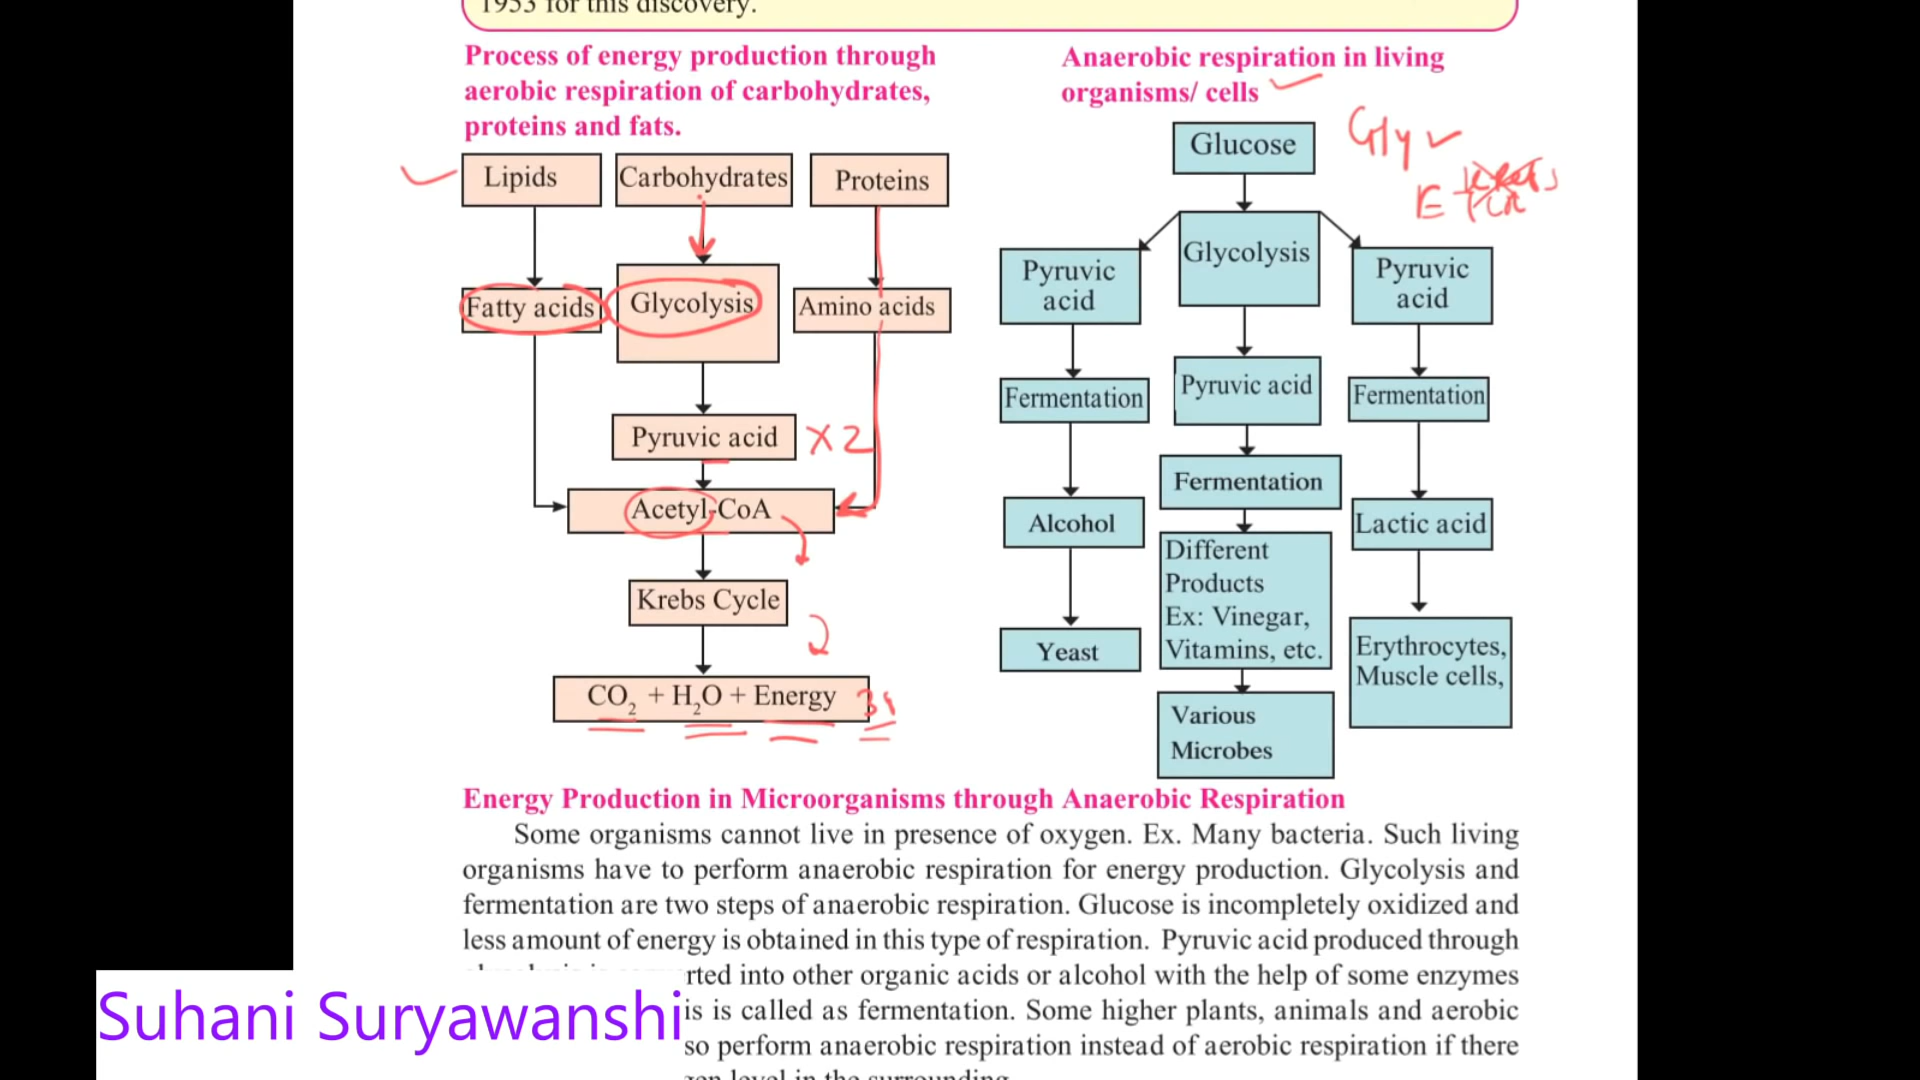 1953 for this discovery.
Process of energy production through
aerobic respiration of carbohydrates,
proteins and fats.
Lipids
Carbohydrates
Proteins
Fatty acids
Glycolysis
Amino acids
Pyruvic acid
X2
Acetyl-CoA
Krebs Cycle
2
CO2 + H2O + Energy
Anaerobic respiration in living
organisms/ cells
Gly
Glucose
Glycolysis
Pyruvic
acid
Pyruvic
acid
Fermentation
Pyruvic acid
Fermentation
Fermentation
Alcohol
Lactic acid
Different
Products
Ex: Vinegar,
Vitamins, etc.
Yeast
Erythrocytes,
Muscle cells,
Various
Microbes
Energy Production in Microorganisms through Anaerobic Respiration
Some organisms cannot live in presence of oxygen. Ex. Many bacteria. Such living
organisms have to perform anaerobic respiration for energy production. Glycolysis and
fermentation are two steps of anaerobic respiration. Glucose is incompletely oxidized and
less amount of energy is obtained in this type of respiration. Pyruvic acid produced through
rted into other organic acids or alcohol with the help of some enzymes
is is called as fermentation. Some higher plants, animals and aerobic
so perform anaerobic respiration instead of aerobic respiration if there
level in the surrounding.
Suhani Suryawanshi